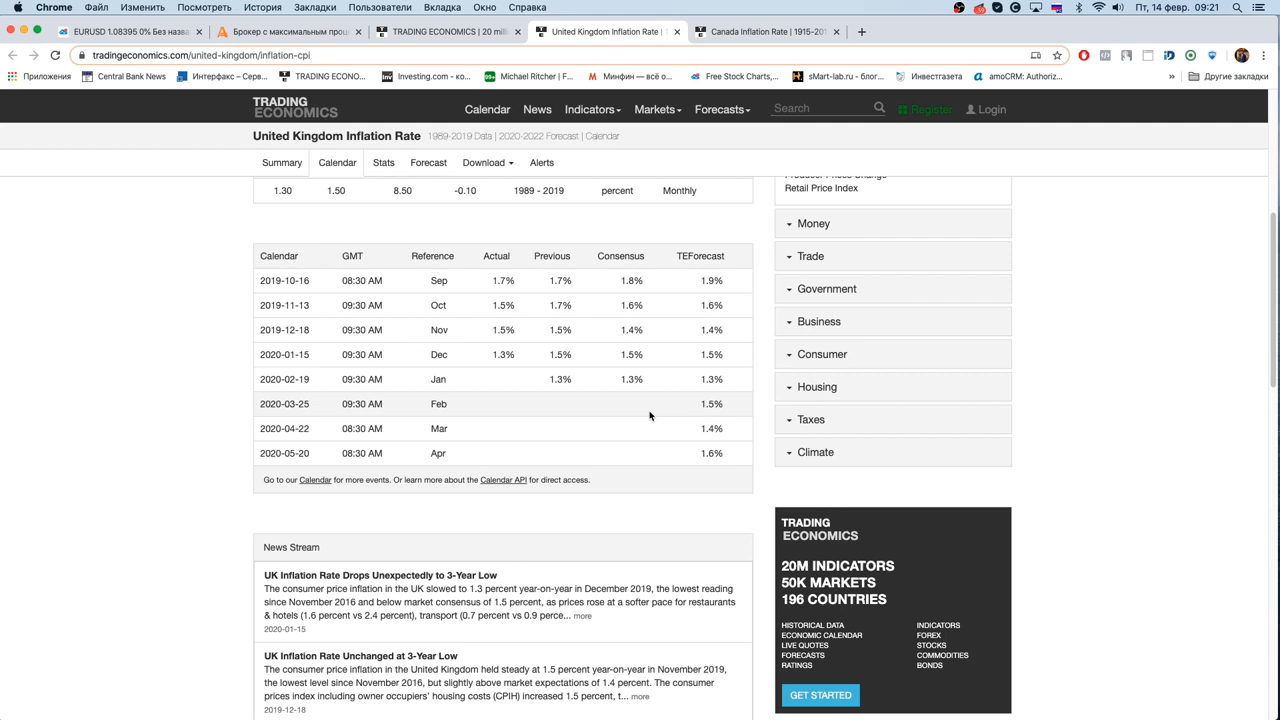 Chrome Файл Изменить Посмотреть История Закладки Пользователи Вкладка Окно Справка Пт, 14 февр. 09:21
EURUSD 1.08395 0% Без назва
Брокер с максимальным проц
TRADING ECONOMICS | 20 mil
United Kingdom Inflation Rate | 1
Canada Inflation Rate | 1915-20
tradingeconomics.com/united-kingdom/inflation-cpi
Приложения Central Bank News Интерфакс – Серв... TRADING ECONO... Investing.com - ко... Michael Ritcher | F... Минфин — всё о... Free Stock Charts,... sMart-lab.ru - блог... Инвестгазета amoCRM: Authoriz... » Другие закладки
TRADING
ECONOMICS
Calendar News Indicators Markets Forecasts Search Register Login
United Kingdom Inflation Rate 1989-2019 Data | 2020-2022 Forecast | Calendar
Summary Calendar Stats Forecast Download Alerts
1.30 1.50 8.50 -0.10 1989 - 2019 percent Monthly
Calendar GMT Reference Actual Previous Consensus TEForecast
2019-10-16 08:30 AM Sep 1.7% 1.7% 1.8% 1.9%
2019-11-13 09:30 AM Oct 1.5% 1.7% 1.6% 1.6%
2019-12-18 09:30 AM Nov 1.5% 1.5% 1.4% 1.4%
2020-01-15 09:30 AM Dec 1.3% 1.5% 1.5% 1.5%
2020-02-19 09:30 AM Jan 1.3% 1.3% 1.3%
2020-03-25 09:30 AM Feb 1.5%
2020-04-22 08:30 AM Mar 1.4%
2020-05-20 08:30 AM Apr 1.6%
Go to our Calendar for more events. Or learn more about the Calendar API for direct access.
News Stream
UK Inflation Rate Drops Unexpectedly to 3-Year Low
The consumer price inflation in the UK slowed to 1.3 percent year-on-year in December 2019, the lowest reading
since November 2016 and below market consensus of 1.5 percent, as prices rose at a softer pace for restaurants
& hotels (1.6 percent vs 2.4 percent), transport (0.7 percent vs 0.9 perce... more
2020-01-15
UK Inflation Rate Unchanged at 3-Year Low
The consumer price inflation in the United Kingdom held steady at 1.5 percent year-on-year in November 2019,
the lowest level since November 2016, but slightly above market expectations of 1.4 percent. The consumer
prices index including owner occupiers' housing costs (CPIH) increased 1.5 percent, t... more
2019-12-18
Producer Prices Change
Retail Price Index
Money
Trade
Government
Business
Consumer
Housing
Taxes
Climate
TRADING
ECONOMICS
20M INDICATORS
50K MARKETS
196 COUNTRIES
HISTORICAL DATA INDICATORS
ECONOMIC CALENDAR FOREX
LIVE QUOTES STOCKS
FORECASTS COMMODITIES
RATINGS BONDS
GET STARTED